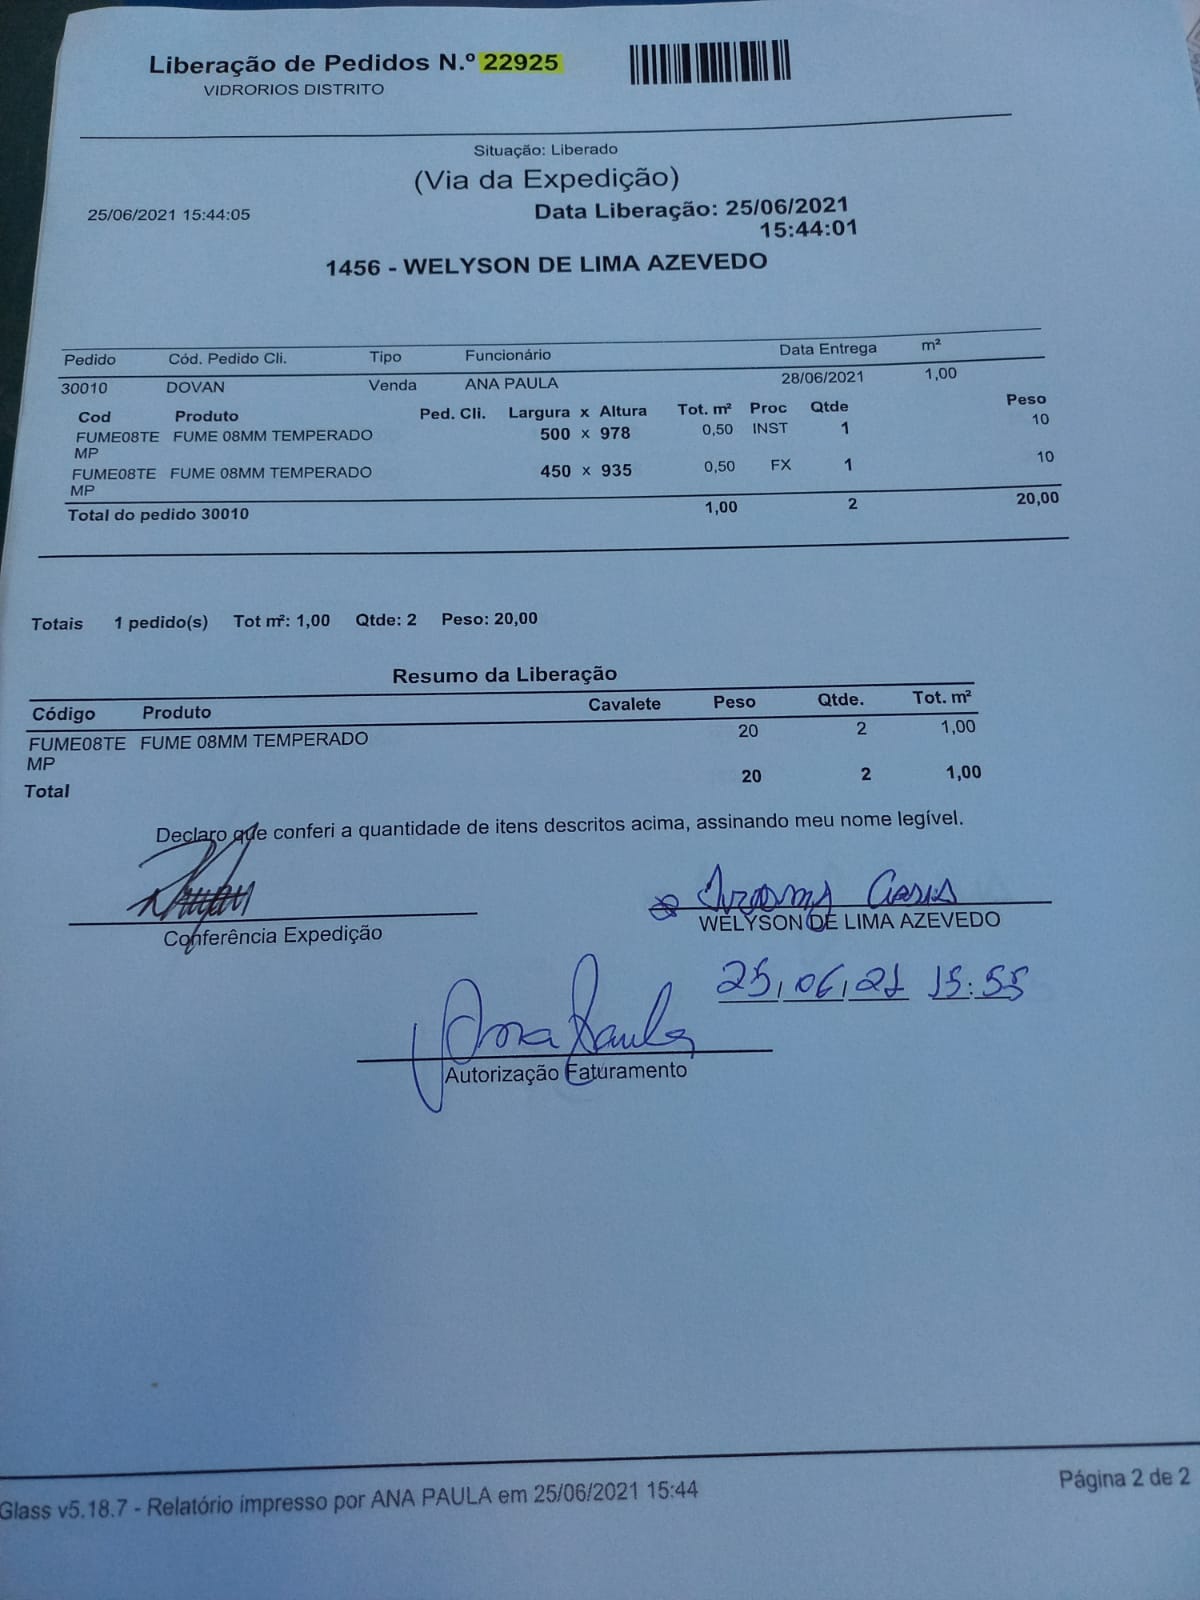 Liberação de Pedidos N.º 22925
VIDRORIOS DISTRITO
Situação: Liberado
(Via da Expedição)
25/06/2021 15:44:05
Data Liberação: 25/06/2021
15:44:01
1456 - WELYSON DE LIMA AZEVEDO
Pedido Cód. Pedido Cli. Tipo Funcionário Data Entrega m²
30010 DOVAN Venda ANA PAULA 28/06/2021 1,00
Cod Produto Ped. Cli. Largura x Altura Tot. m² Proc Qtde Peso
FUME08TE FUME 08MM TEMPERADO 500 x 978 0,50 INST 1 10
MP
FUME08TE FUME 08MM TEMPERADO 450 x 935 0,50 FX 1 10
MP
Total do pedido 30010 1,00 2 20,00
Totais 1 pedido(s) Tot m²: 1,00 Qtde: 2 Peso: 20,00
Resumo da Liberação
Código Produto Cavalete Peso Qtde. Tot. m²
FUME08TE FUME 08MM TEMPERADO 20 2 1,00
MP
Total 20 2 1,00
Declaro que conferi a quantidade de itens descritos acima, assinando meu nome legível.
Conferência Expedição
WELYSON DE LIMA AZEVEDO
25/06/21 15:55
Ana Paula
Autorização Faturamento
Glass v5.18.7 - Relatório impresso por ANA PAULA em 25/06/2021 15:44
Página 2 de 2